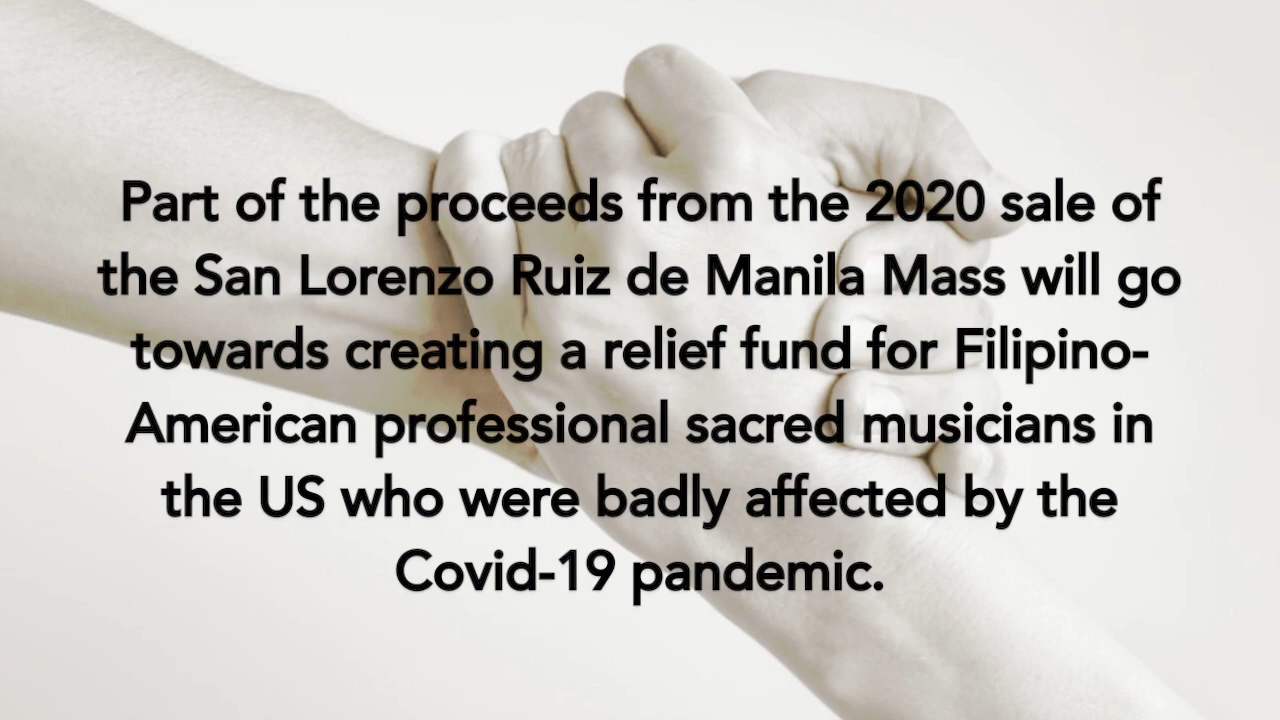 Part of the proceeds from the 2020 sale of
the San Lorenzo Ruiz de Manila Mass will go
towards creating a relief fund for Filipino-
American professional sacred musicians in
the US who were badly affected by the
Covid-19 pandemic.